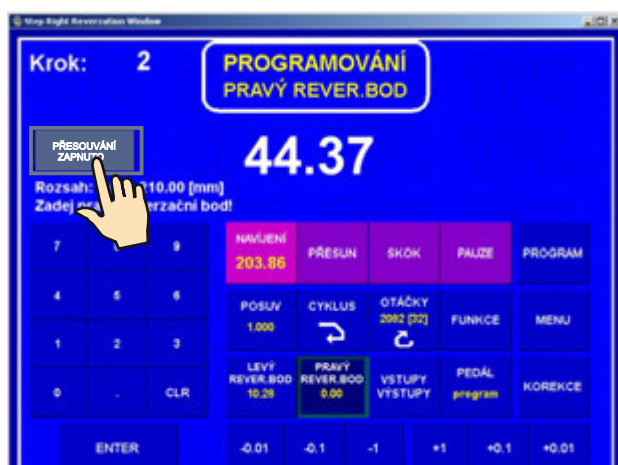 Step Right Reverzation Window
Krok: 2
PROGRAMOVÁNÍ
PRAVÝ REVER.BOD
PŘESOUVÁNÍ
ZAPNUTO
44.37
Rozsah: 210.00 [mm]
Zadej bod!
7 9
NAVÍJENÍ
203.86
PŘESUN
SKOK
PAUZE
PROGRAM
4 5 6
POSUV
1.000
CYKLUS
OTÁČKY
2082 [32]
FUNKCE
MENU
1 2 3
LEVÝ
REVER.BOD
10.28
PRAVÝ
REVER.BOD
0.00
VSTUPY
VÝSTUPY
PEDÁL
program
KOREKCE
0 . CLR
ENTER
-0.01 -0.1 -1 +1 +0.1 +0.01